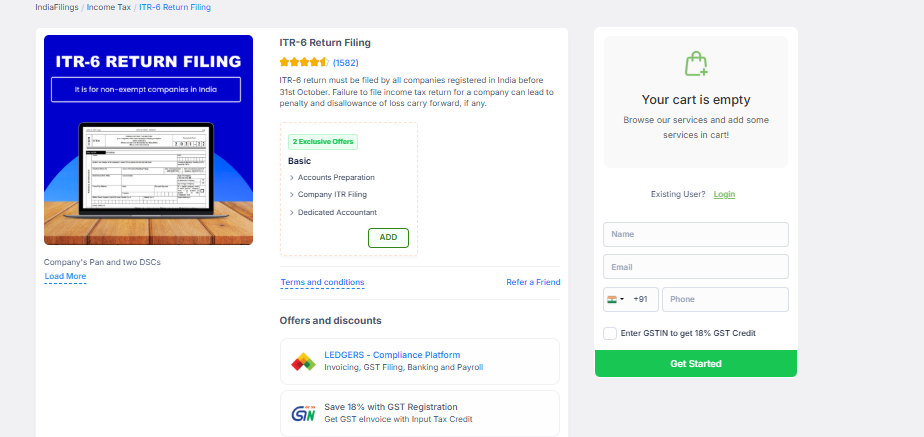 IndiaFilings / Income Tax / ITR-6 Return Filing
ITR-6 RETURN FILING
It is for non-exempt companies in India
Company's Pan and two DSCs
Load More
ITR-6 Return Filing
(1582)
ITR-6 return must be filed by all companies registered in India before
31st October. Failure to file income tax return for a company can lead to
penalty and disallowance of loss carry forward, if any.
2 Exclusive Offers
Basic
Accounts Preparation
Company ITR Filing
Dedicated Accountant
ADD
Terms and conditions
Refer a Friend
Offers and discounts
LEDGERS - Compliance Platform
Invoicing, GST Filing, Banking and Payroll
Save 18% with GST Registration
Get GST eInvoice with Input Tax Credit
Your cart is empty
Browse our services and add some
services in cart!
Existing User? Login
Name
Email
+91
Phone
Enter GSTIN to get 18% GST Credit
Get Started